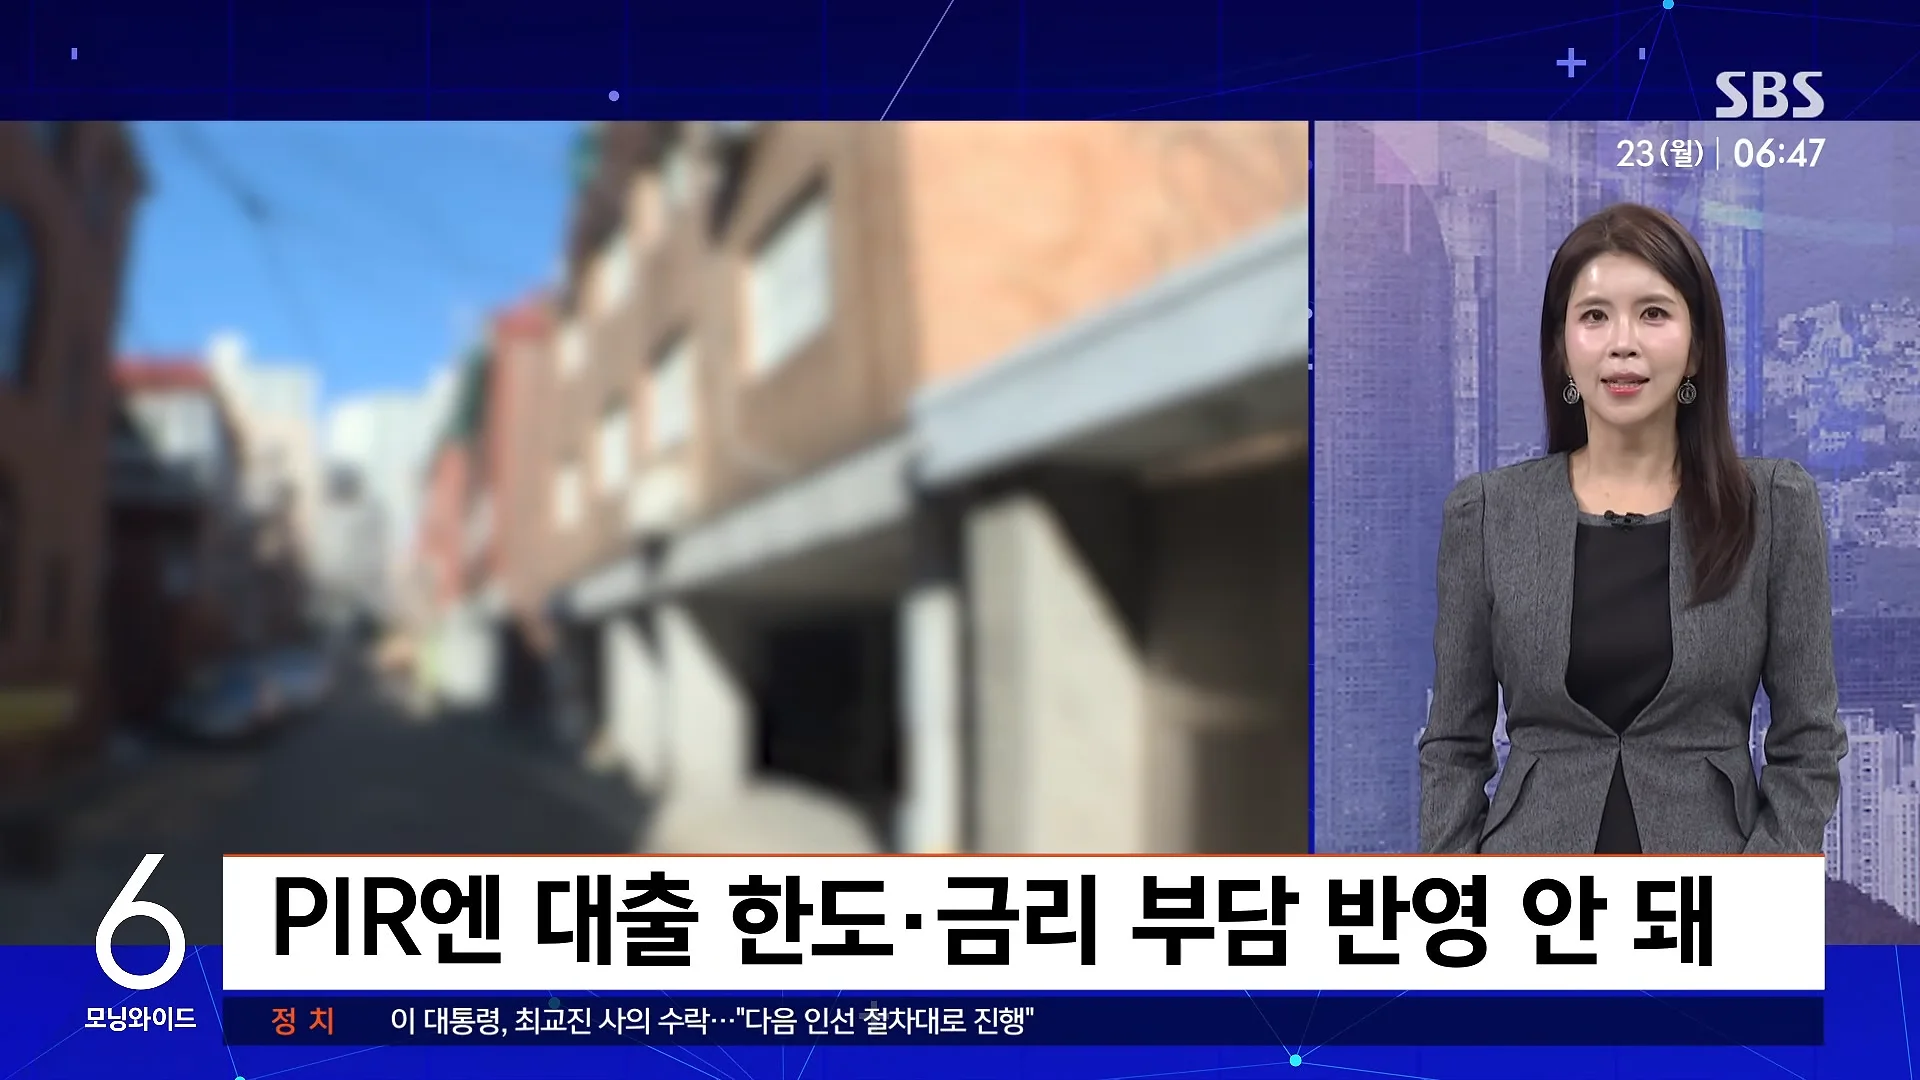 SBS
23(월) | 06:47
6
PIR엔 대출 한도·금리 부담 반영 안 돼
모닝와이드
정 치 이 대통령, 최교진 사의 수락…"다음 인선 절차대로 진행"